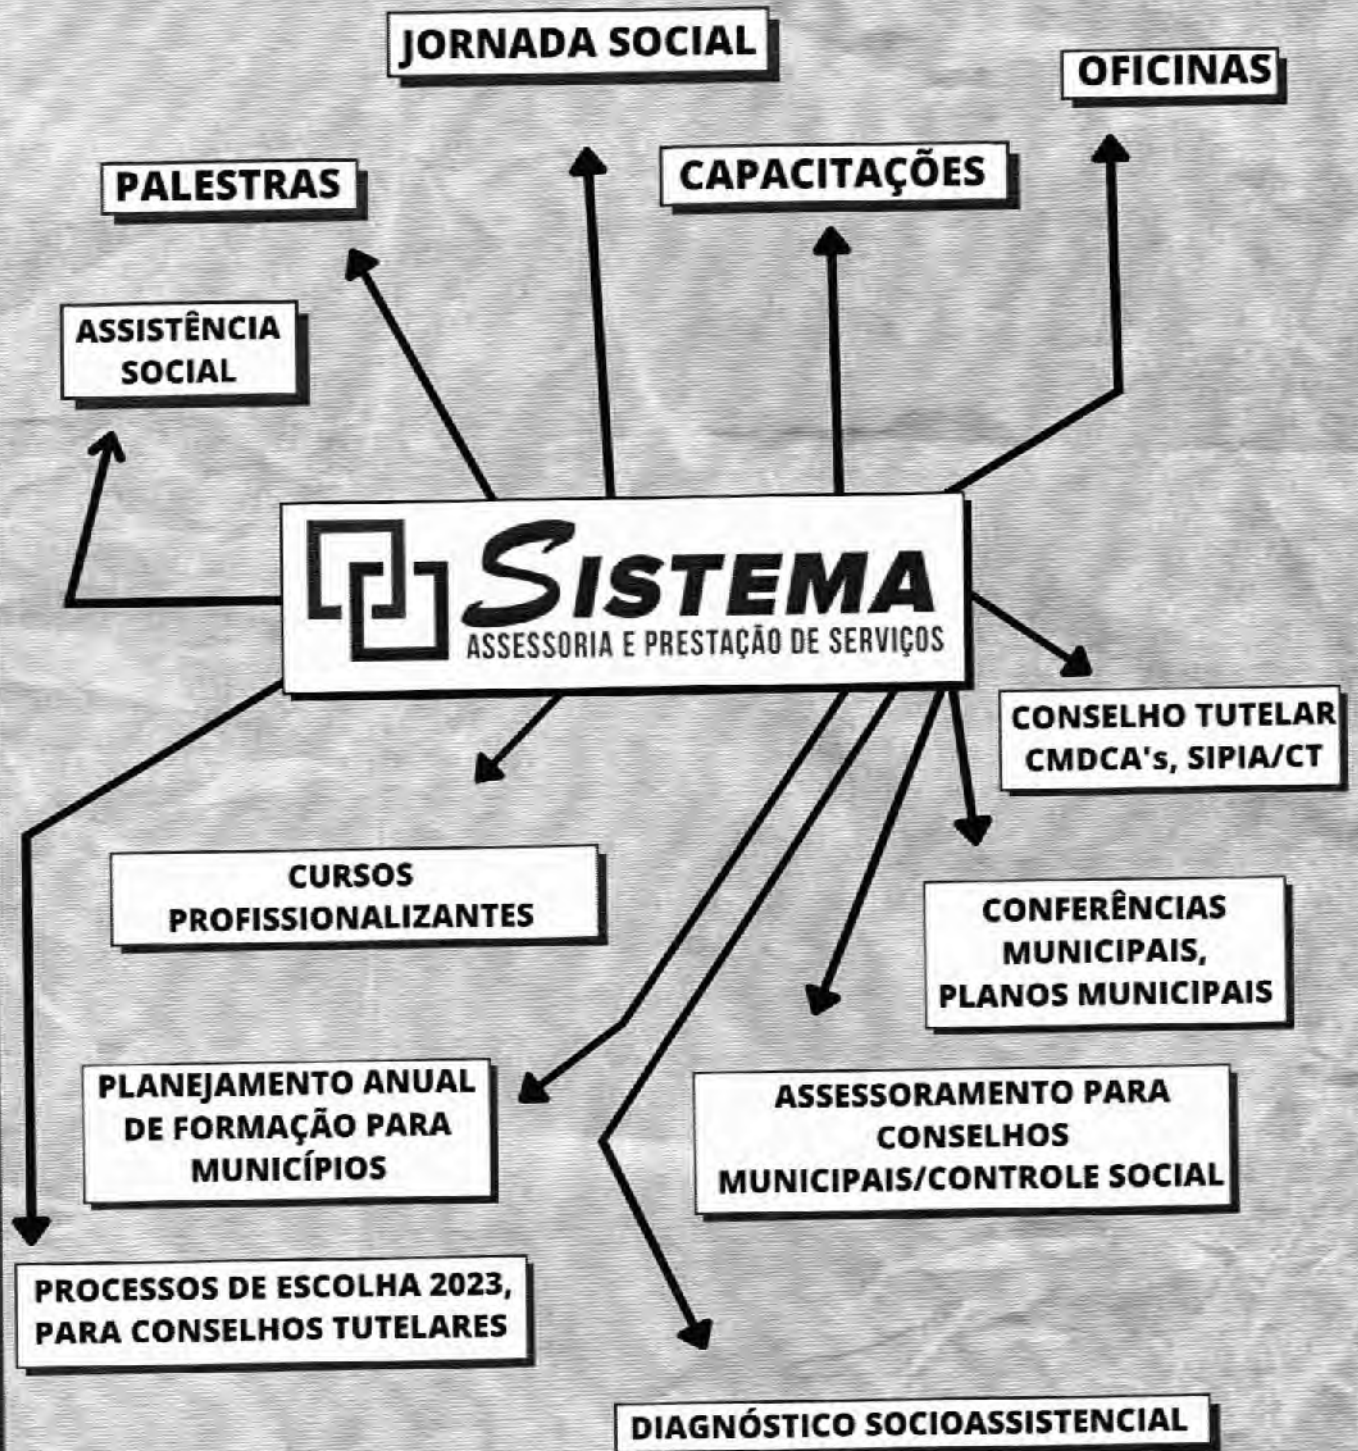 JORNADA SOCIAL
OFICINAS
PALESTRAS
CAPACITAÇÕES
ASSISTÊNCIA
SOCIAL
SISTEMA
ASSESSORIA E PRESTAÇÃO DE SERVIÇOS
CONSELHO TUTELAR
CMDCA's, SIPIA/CT
CURSOS
PROFISSIONALIZANTES
CONFERÊNCIAS
MUNICIPAIS,
PLANOS MUNICIPAIS
PLANEJAMENTO ANUAL
DE FORMAÇÃO PARA
MUNICÍPIOS
ASSESSORAMENTO PARA
CONSELHOS
MUNICIPAIS/CONTROLE SOCIAL
PROCESSOS DE ESCOLHA 2023,
PARA CONSELHOS TUTELARES
DIAGNÓSTICO SOCIOASSISTENCIAL